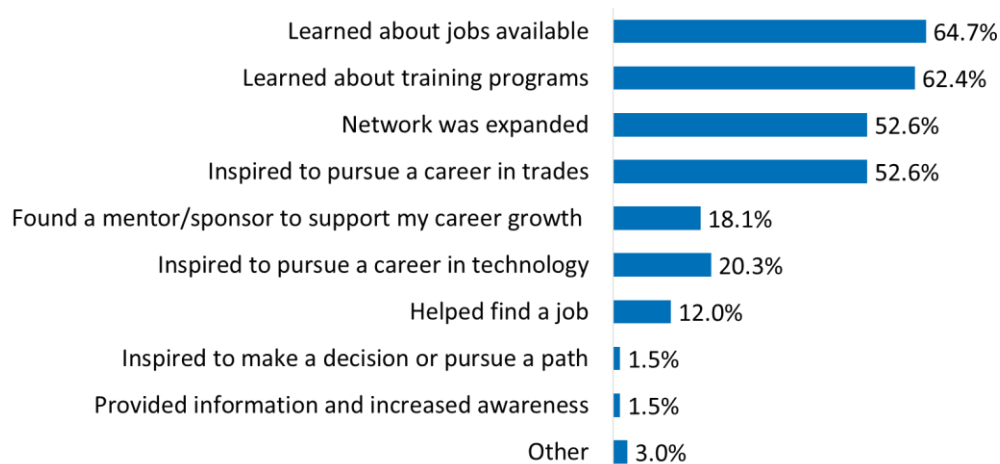 Learned about jobs available 64.7%
Learned about training programs 62.4%
Network was expanded 52.6%
Inspired to pursue a career in trades 52.6%
Found a mentor/sponsor to support my career growth 18.1%
Inspired to pursue a career in technology 20.3%
Helped find a job 12.0%
Inspired to make a decision or pursue a path 1.5%
Provided information and increased awareness 1.5%
Other 3.0%